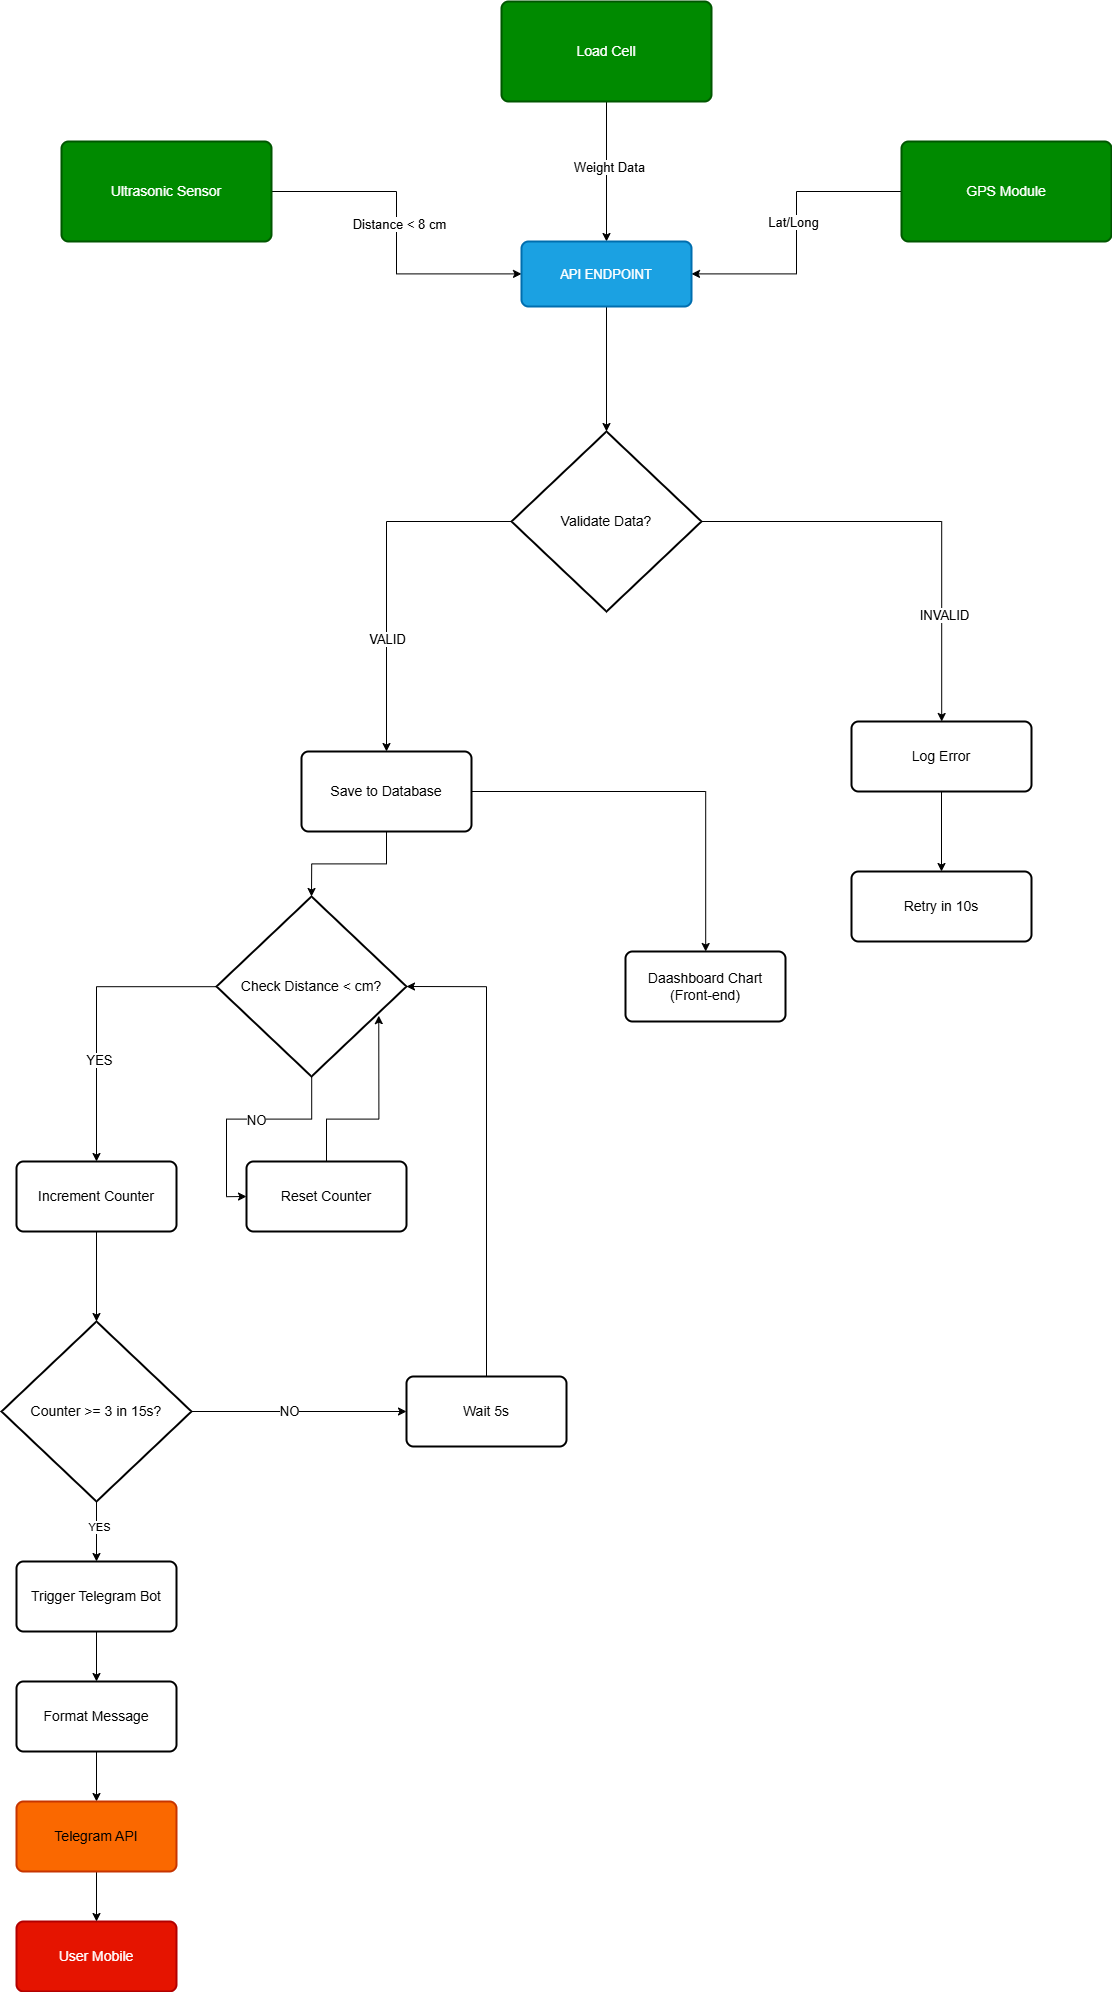 Load Cell
Weight Data
Ultrasonic Sensor
GPS Module
Distance < 8 cm
Lat/Long
API ENDPOINT
Validate Data?
VALID
INVALID
Save to Database
Log Error
Retry in 10s
Check Distance < cm?
Daashboard Chart
(Front-end)
YES
NO
Increment Counter
Reset Counter
Counter >= 3 in 15s?
NO
Wait 5s
YES
Trigger Telegram Bot
Format Message
Telegram API
User Mobile